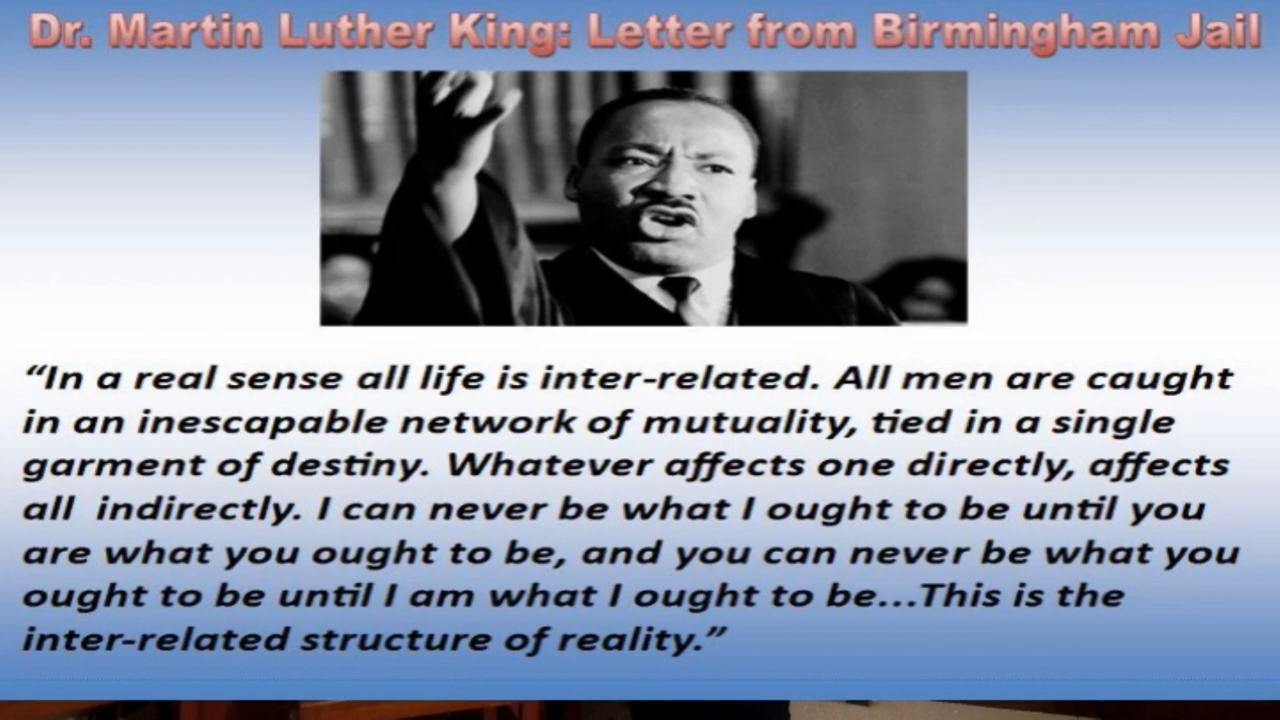 Dr. Martin Luther King: Letter from Birmingham Jail
“In a real sense all life is inter-related. All men are caught
in an inescapable network of mutuality, tied in a single
garment of destiny. Whatever affects one directly, affects
all  indirectly. I can never be what I ought to be until you
are what you ought to be, and you can never be what you
ought to be until I am what I ought to be...This is the
inter-related structure of reality.”